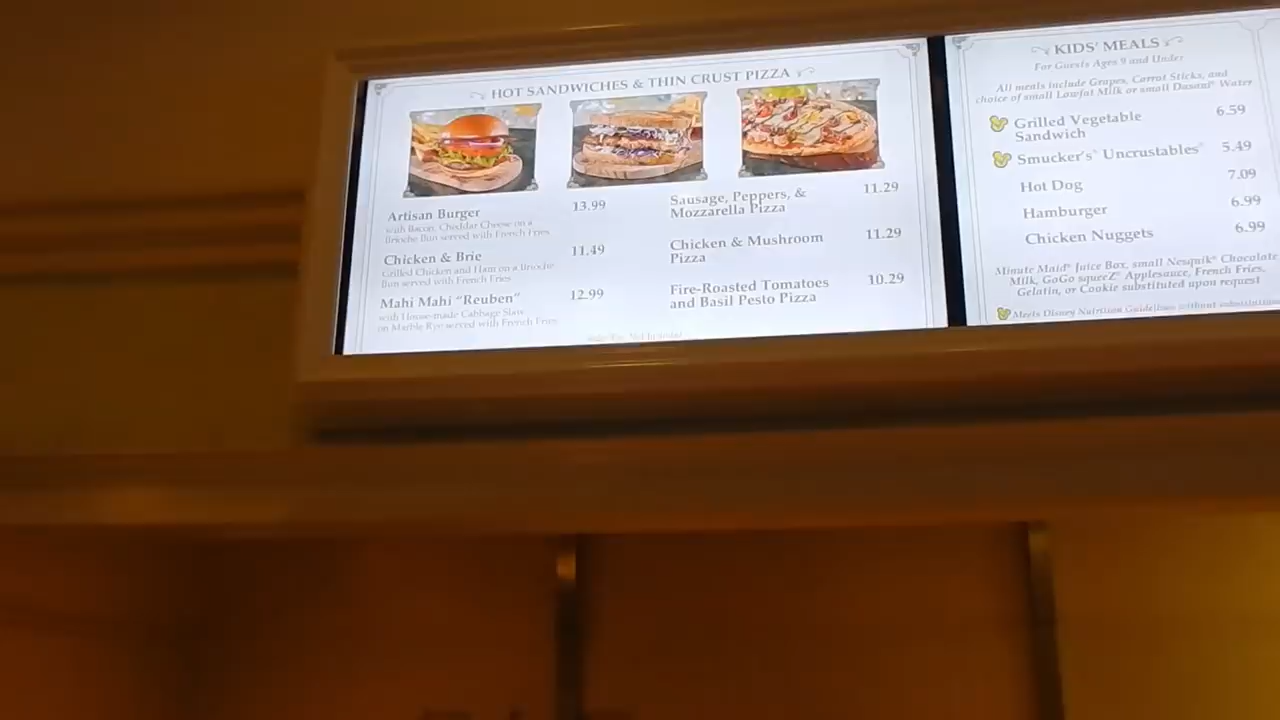 HOT SANDWICHES & THIN CRUST PIZZA
Artisan Burger 13.99
with Bacon, Cheddar Cheese on a
Brioche Bun served with French Fries
Chicken & Brie 11.49
Grilled Chicken and Ham on a Brioche
Bun served with French Fries
Mahi Mahi “Reuben” 12.99
with House-made Cabbage Slaw
on Marble Rye served with French Fries
Sausage, Peppers, & 11.29
Mozzarella Pizza
Chicken & Mushroom 11.29
Pizza
Fire-Roasted Tomatoes 10.29
and Basil Pesto Pizza
KIDS' MEALS
For Guests Ages 9 and Under
All meals include Grapes, Carrot Sticks, and
choice of small Lowfat Milk or small Dasani® Water
Grilled Vegetable 6.59
Sandwich
Smucker's® Uncrustables® 5.49
Hot Dog 7.09
Hamburger 6.99
Chicken Nuggets 6.99
Minute Maid® Juice Box, small Nesquik® Chocolate
Milk, GoGo squeeZ® Applesauce, French Fries,
Gelatin, or Cookie substituted upon request
Meets Disney Nutrition Guidelines without substitution